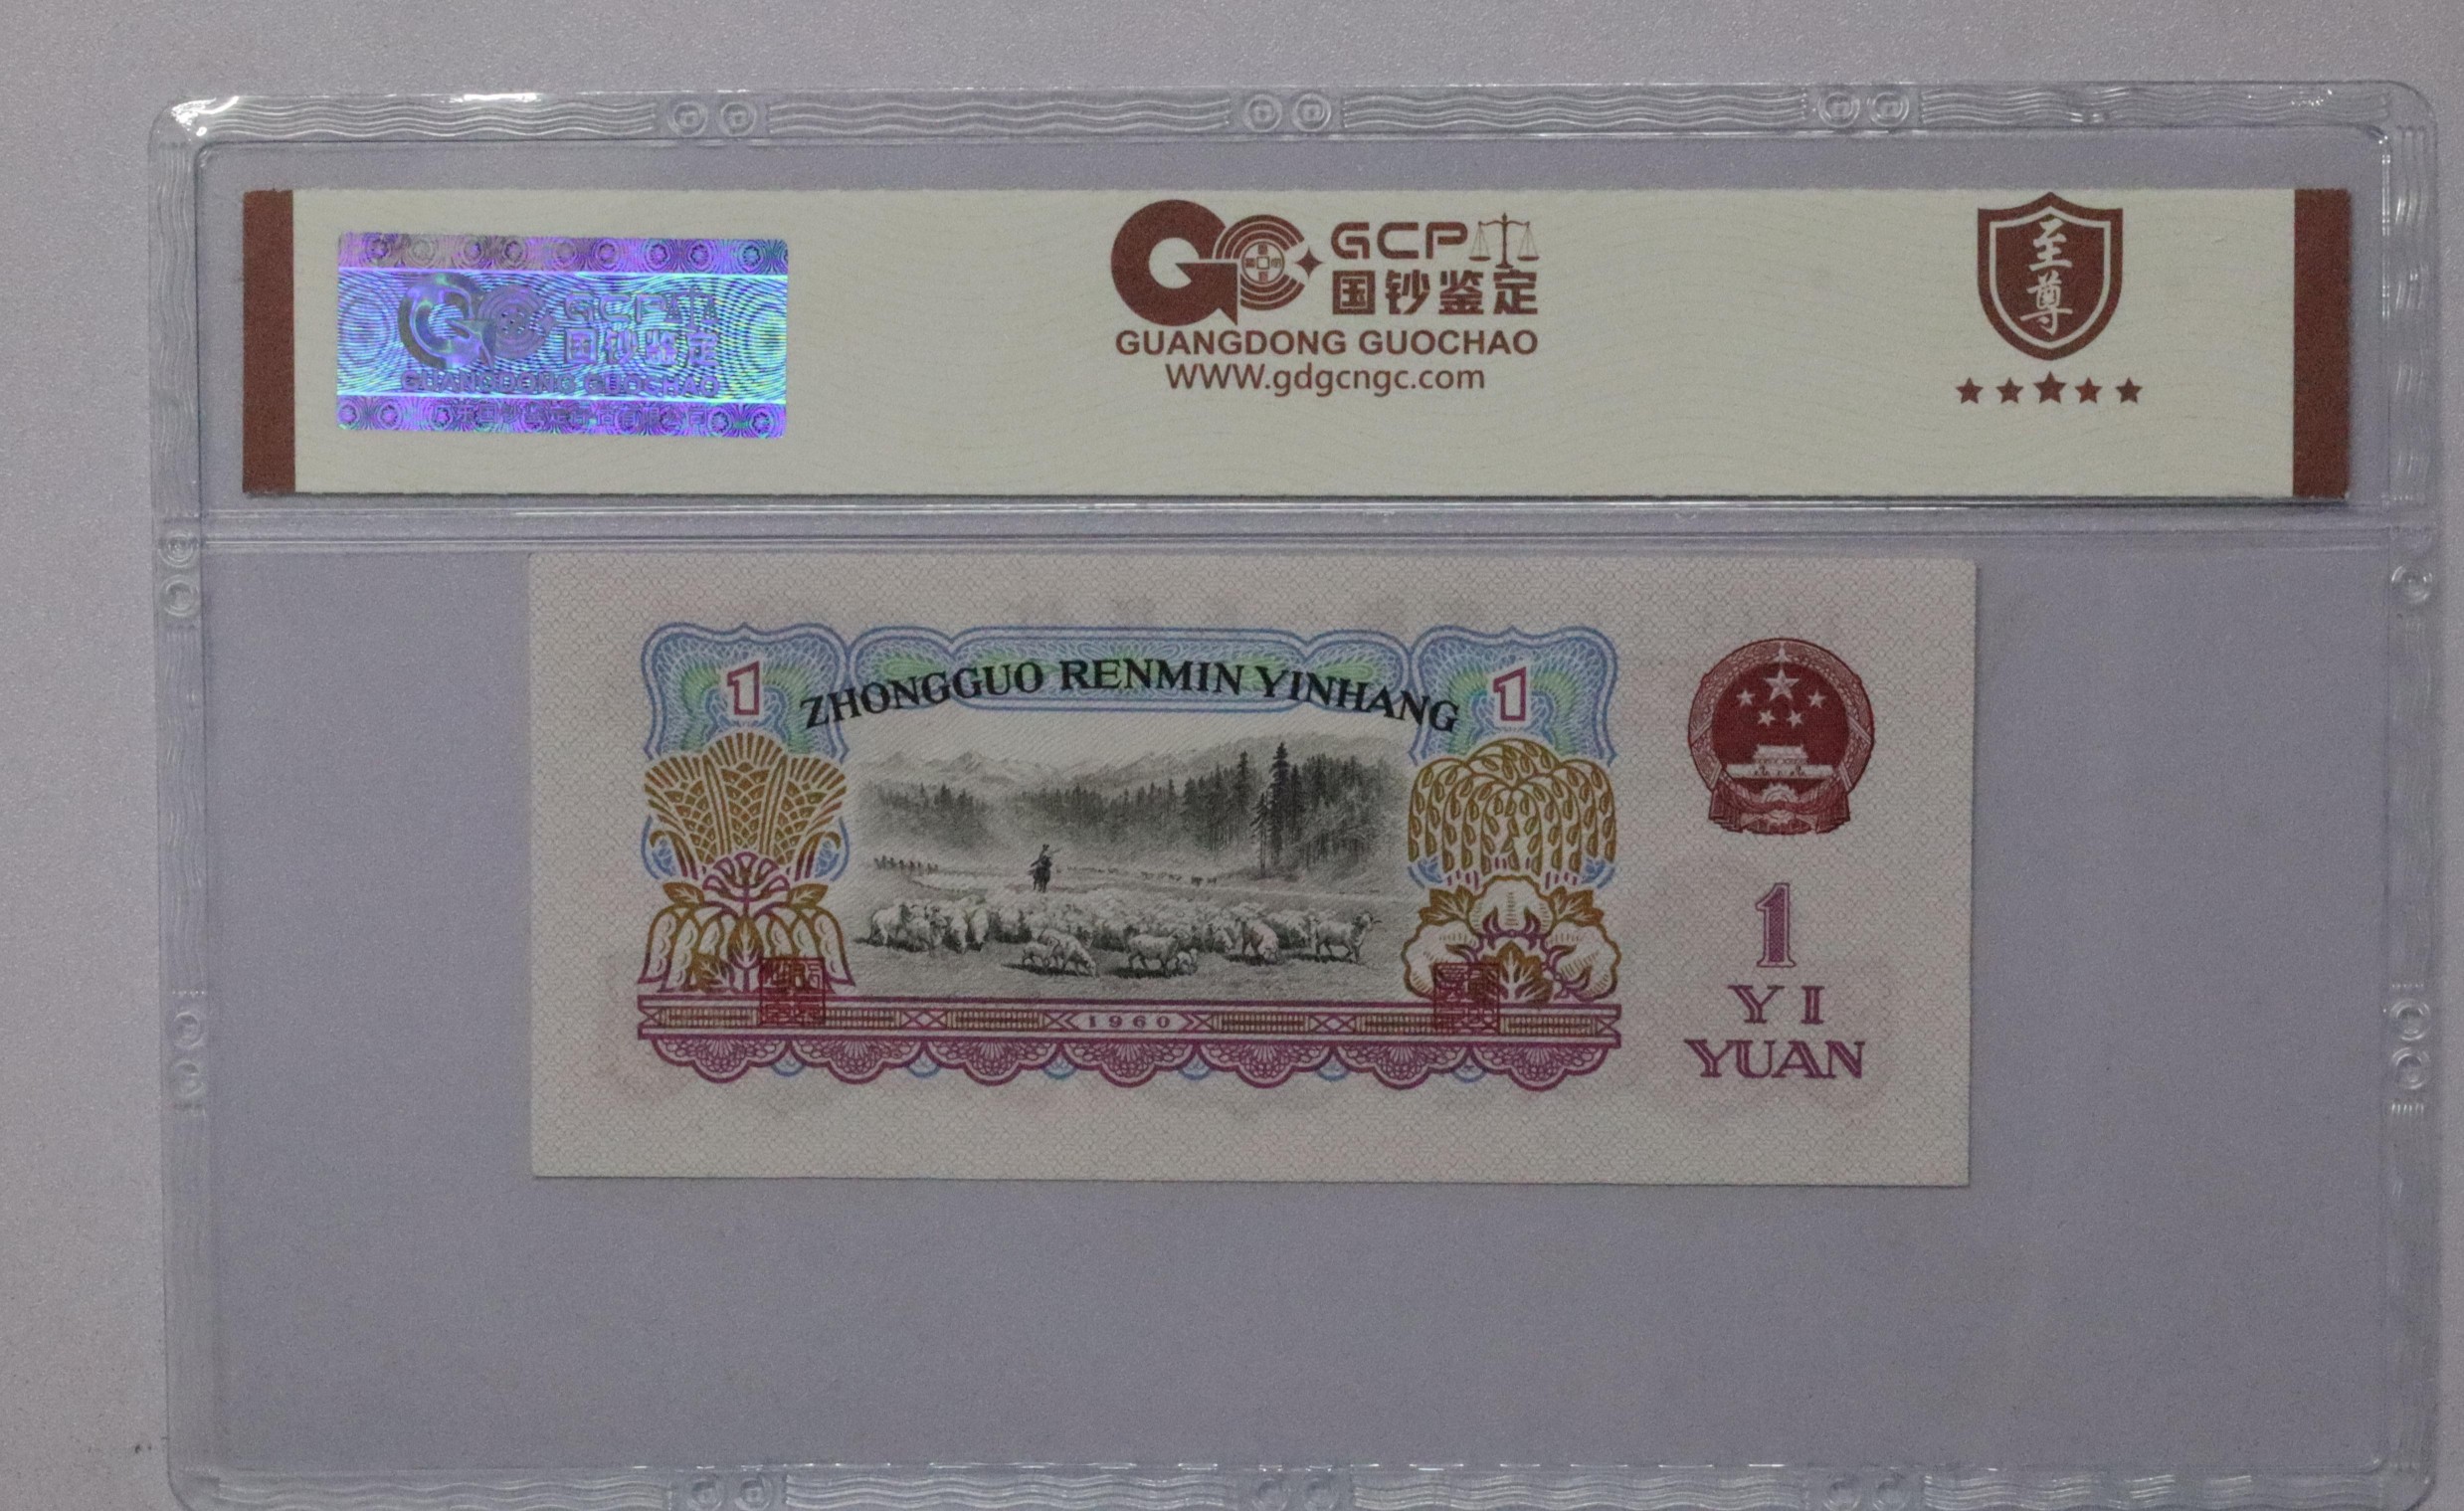 GCP
国钞鉴定
GUANGDONG GUOCHAO
GCP
国钞鉴定
GUANGDONG GUOCHAO
WWW.gdgcngc.com
至尊
1
ZHONGGUO RENMIN YINHANG
1
1960
1
YI
YUAN